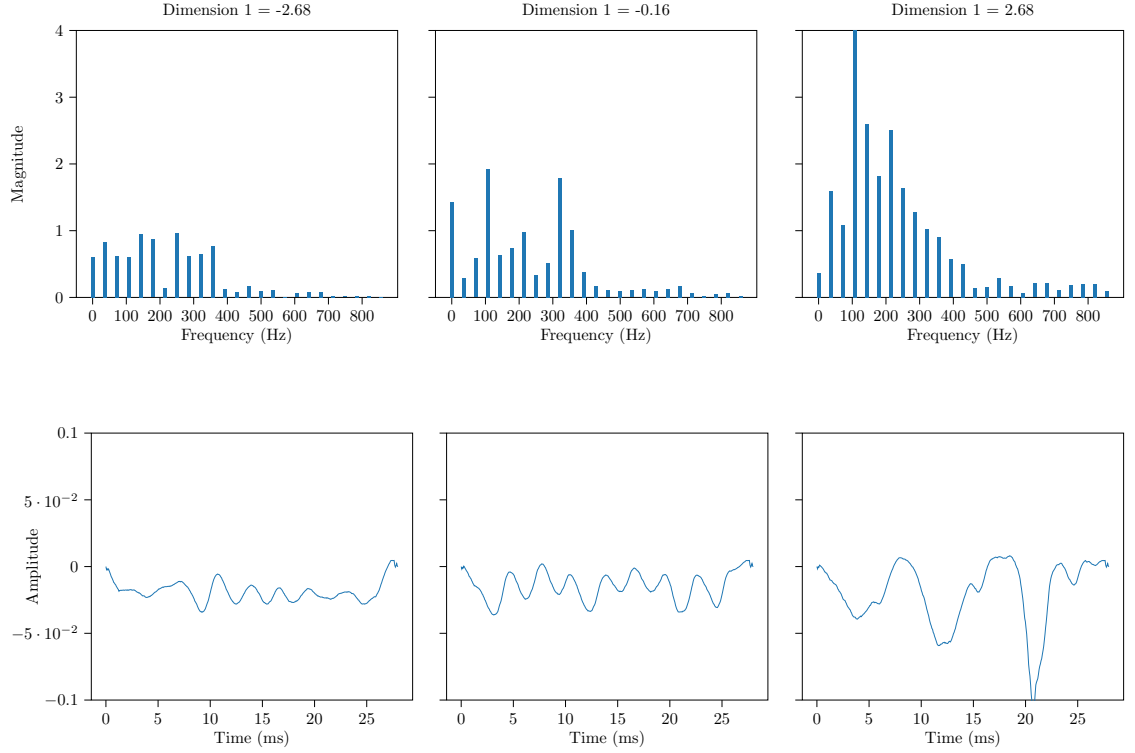 Dimension 1 = -2.68
Dimension 1 = -0.16
Dimension 1 = 2.68
Magnitude
4
3
2
1
0
0 100 200 300 400 500 600 700 800
0 100 200 300 400 500 600 700 800
0 100 200 300 400 500 600 700 800
Frequency (Hz)
Frequency (Hz)
Frequency (Hz)
Amplitude
0.1
5 · 10⁻²
0
−5 · 10⁻²
−0.1
0 5 10 15 20 25
0 5 10 15 20 25
0 5 10 15 20 25
Time (ms)
Time (ms)
Time (ms)